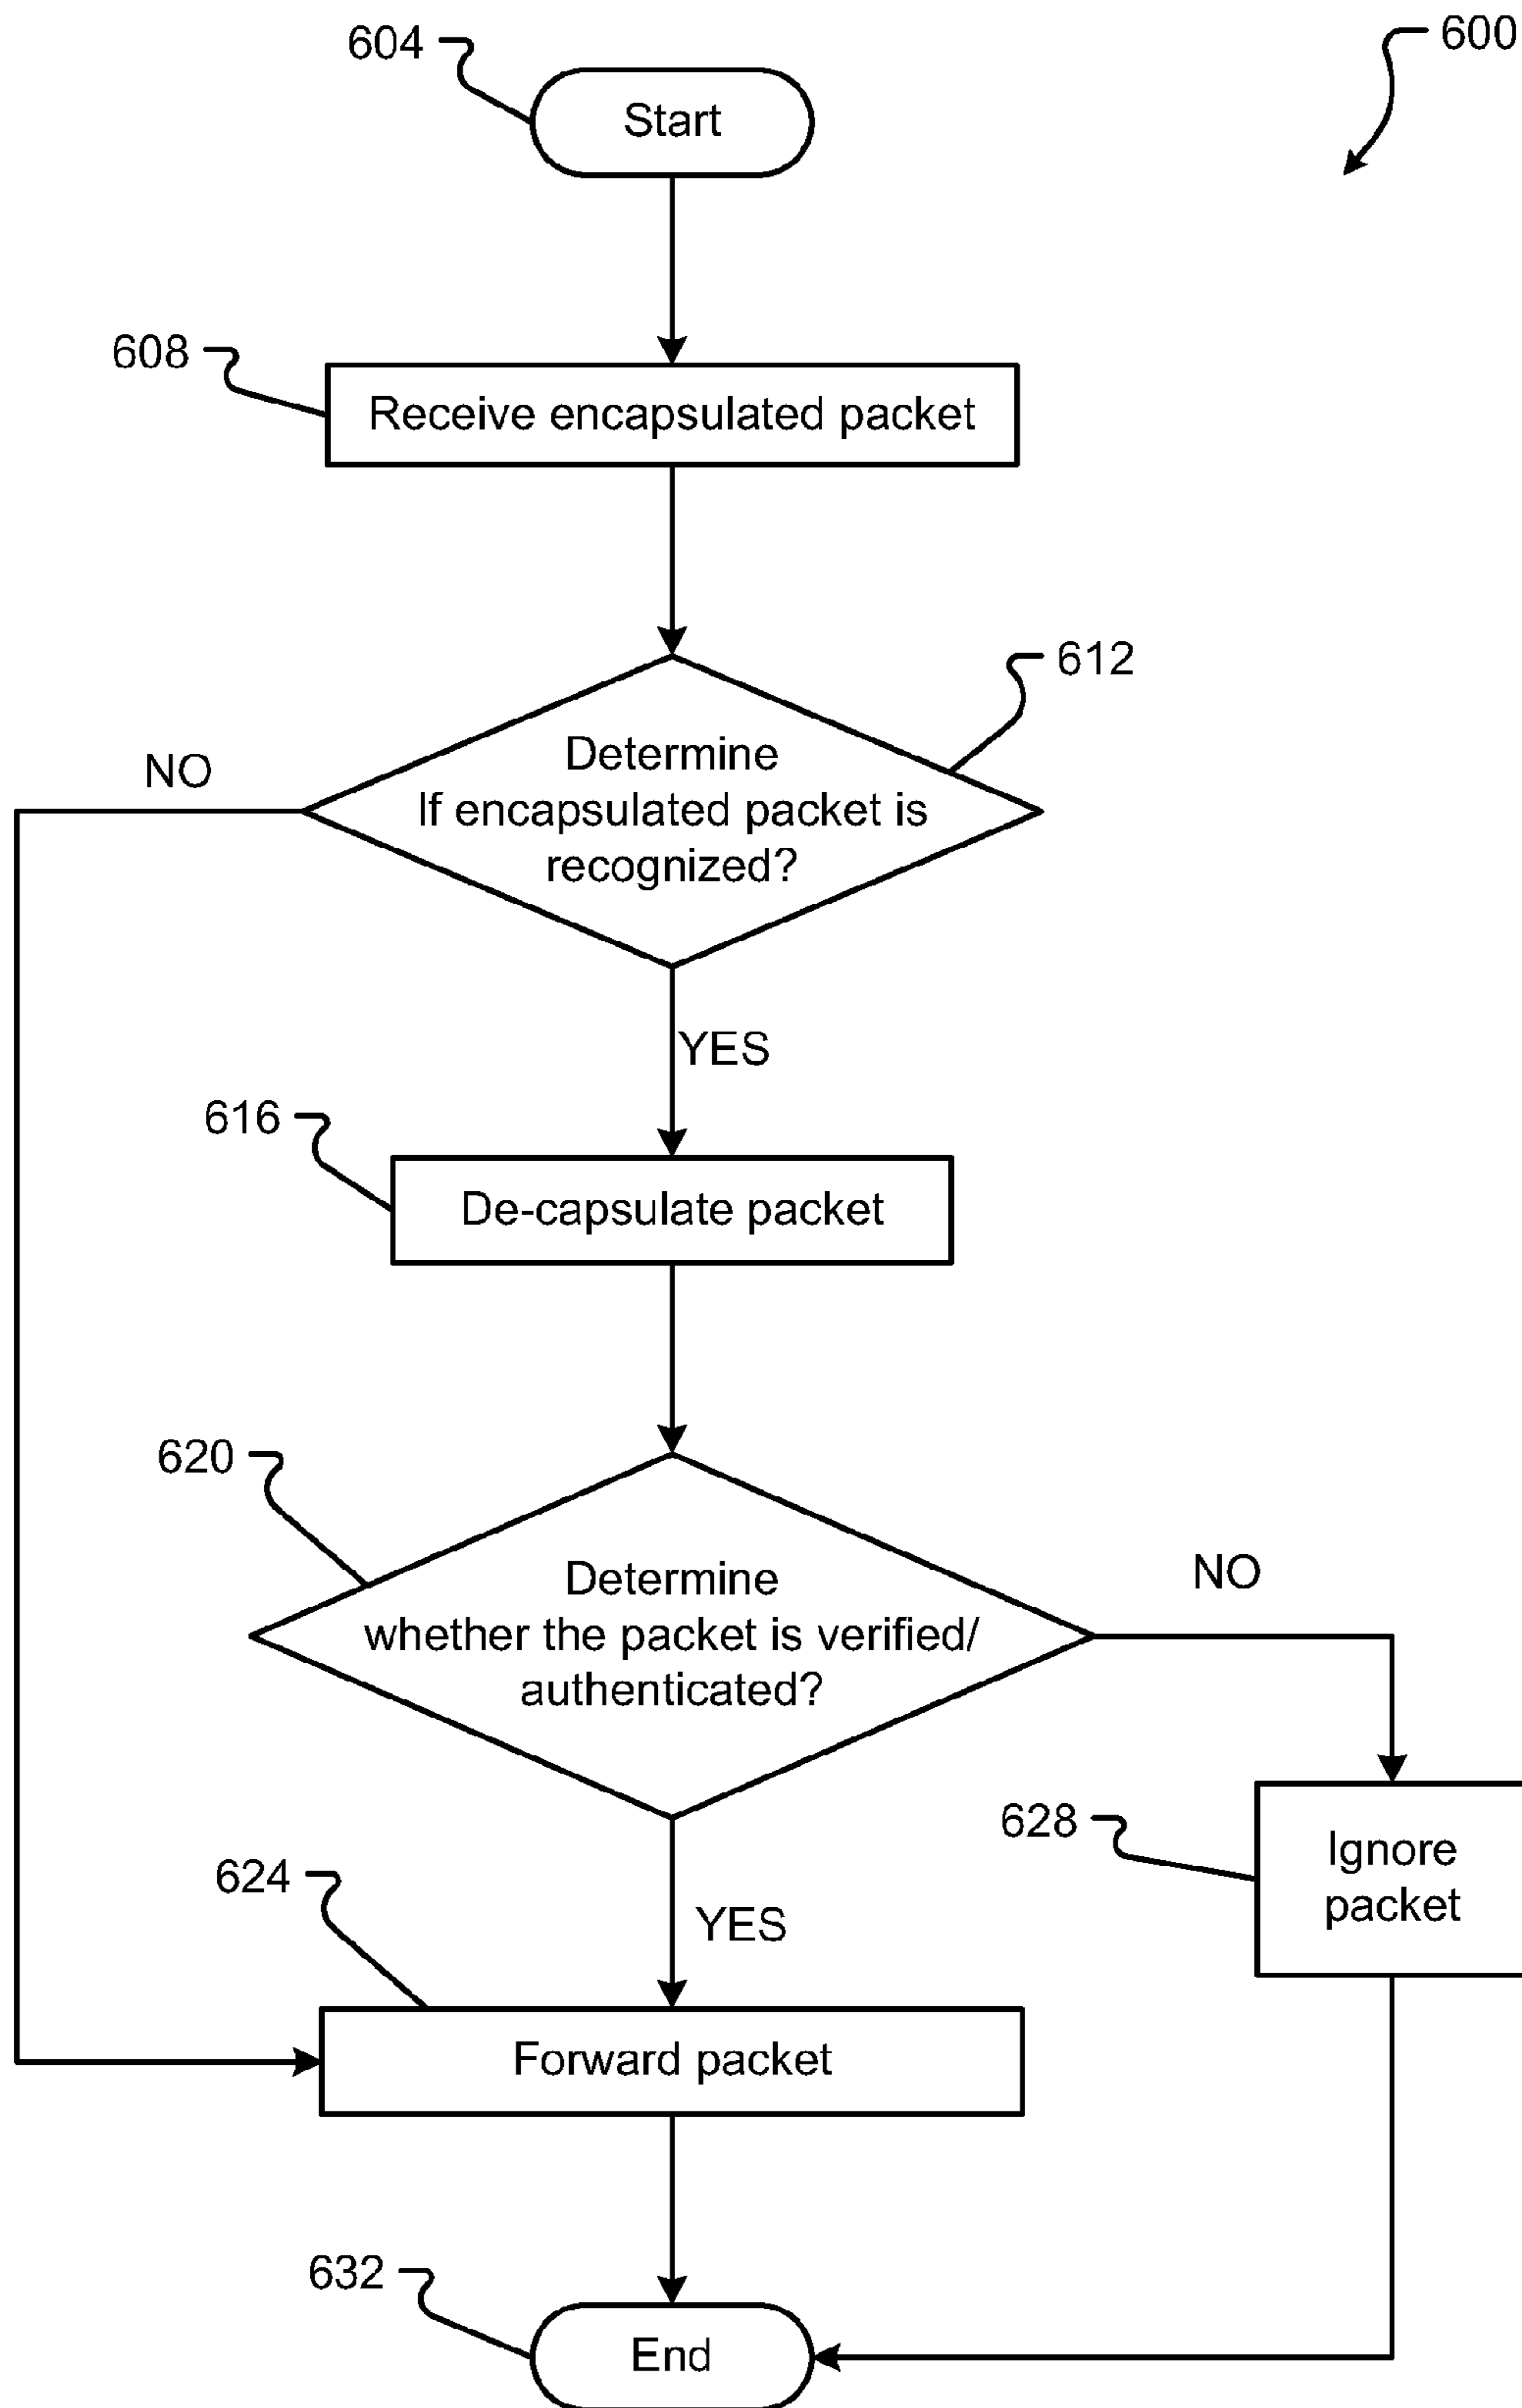 604
600
Start
608
Receive encapsulated packet
612
NO
Determine
If encapsulated packet is
recognized?
YES
616
De-capsulate packet
620
NO
Determine
whether the packet is verified/
authenticated?
628
Ignore
packet
624
YES
Forward packet
632
End